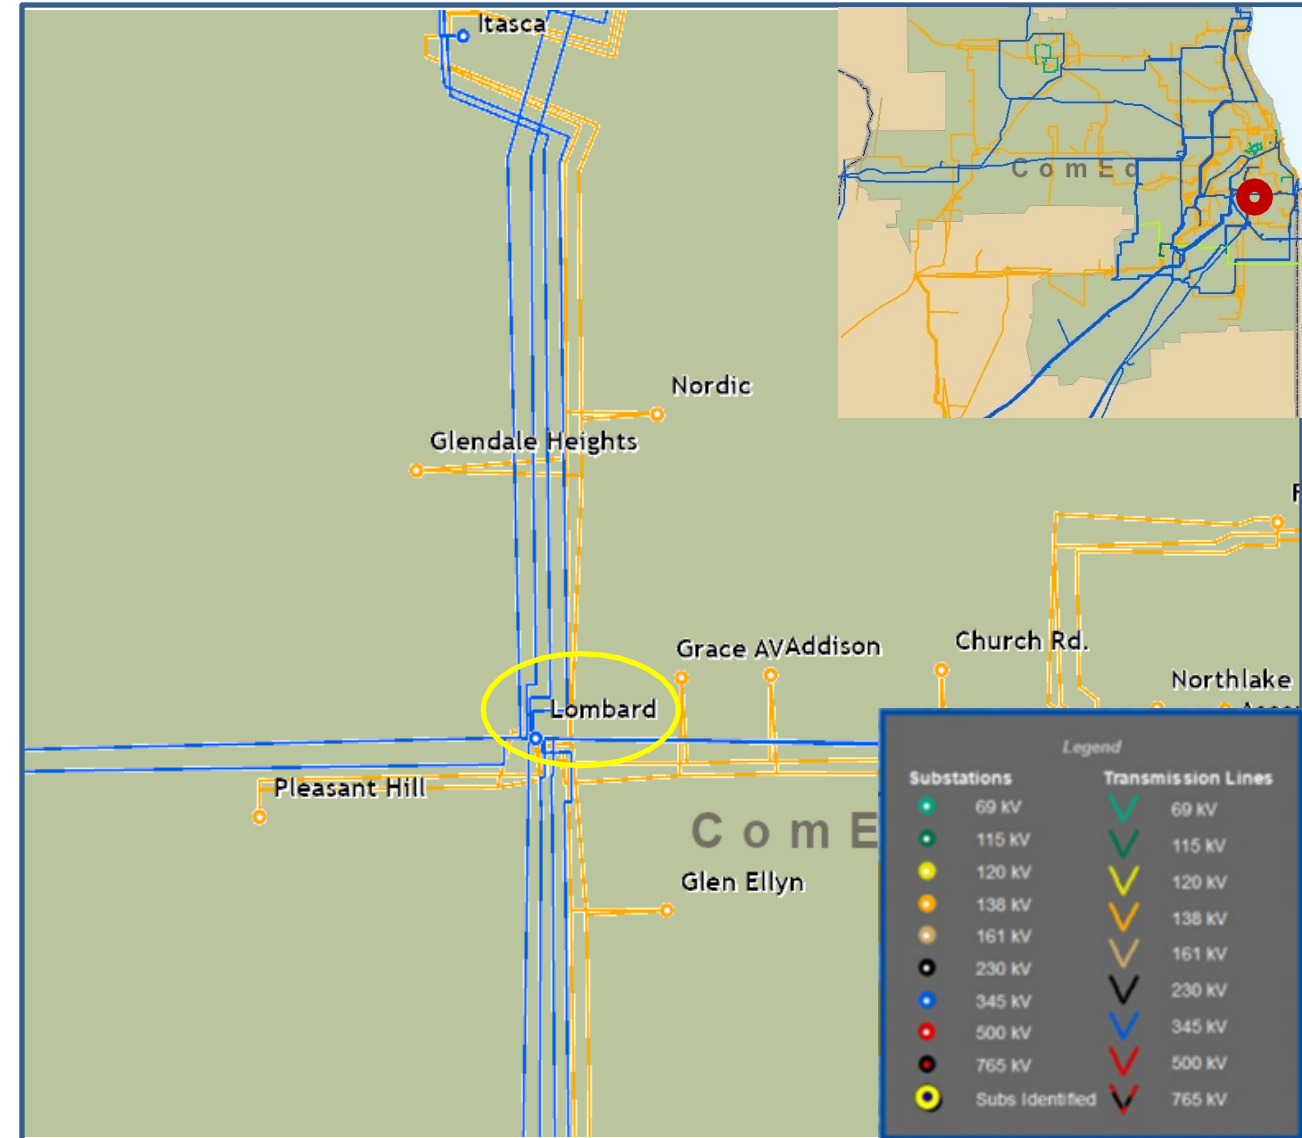 Itasca
ComEd
Nordic
Glendale Heights
F
Grace AV Addison
Church Rd.
Northlake
Lombard
Pleasant Hill
ComE
Glen Ellyn
Legend
Substations Transmission Lines
69 kV 69 kV
115 kV 115 kV
120 kV 120 kV
138 kV 138 kV
161 kV 161 kV
230 kV 230 kV
345 kV 345 kV
500 kV 500 kV
765 kV 765 kV
Subs Identified